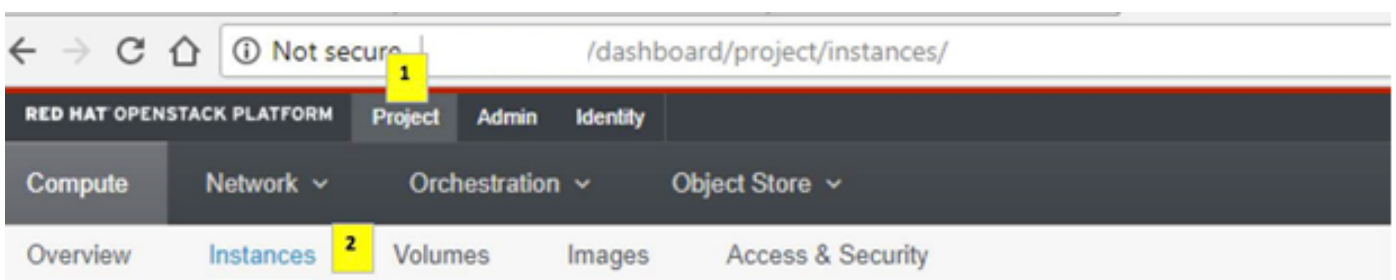 Not secure /dashboard/project/instances/
1
RED HAT OPENSTACK PLATFORM Project Admin Identity
Compute Network Orchestration Object Store
Overview Instances 2 Volumes Images Access & Security